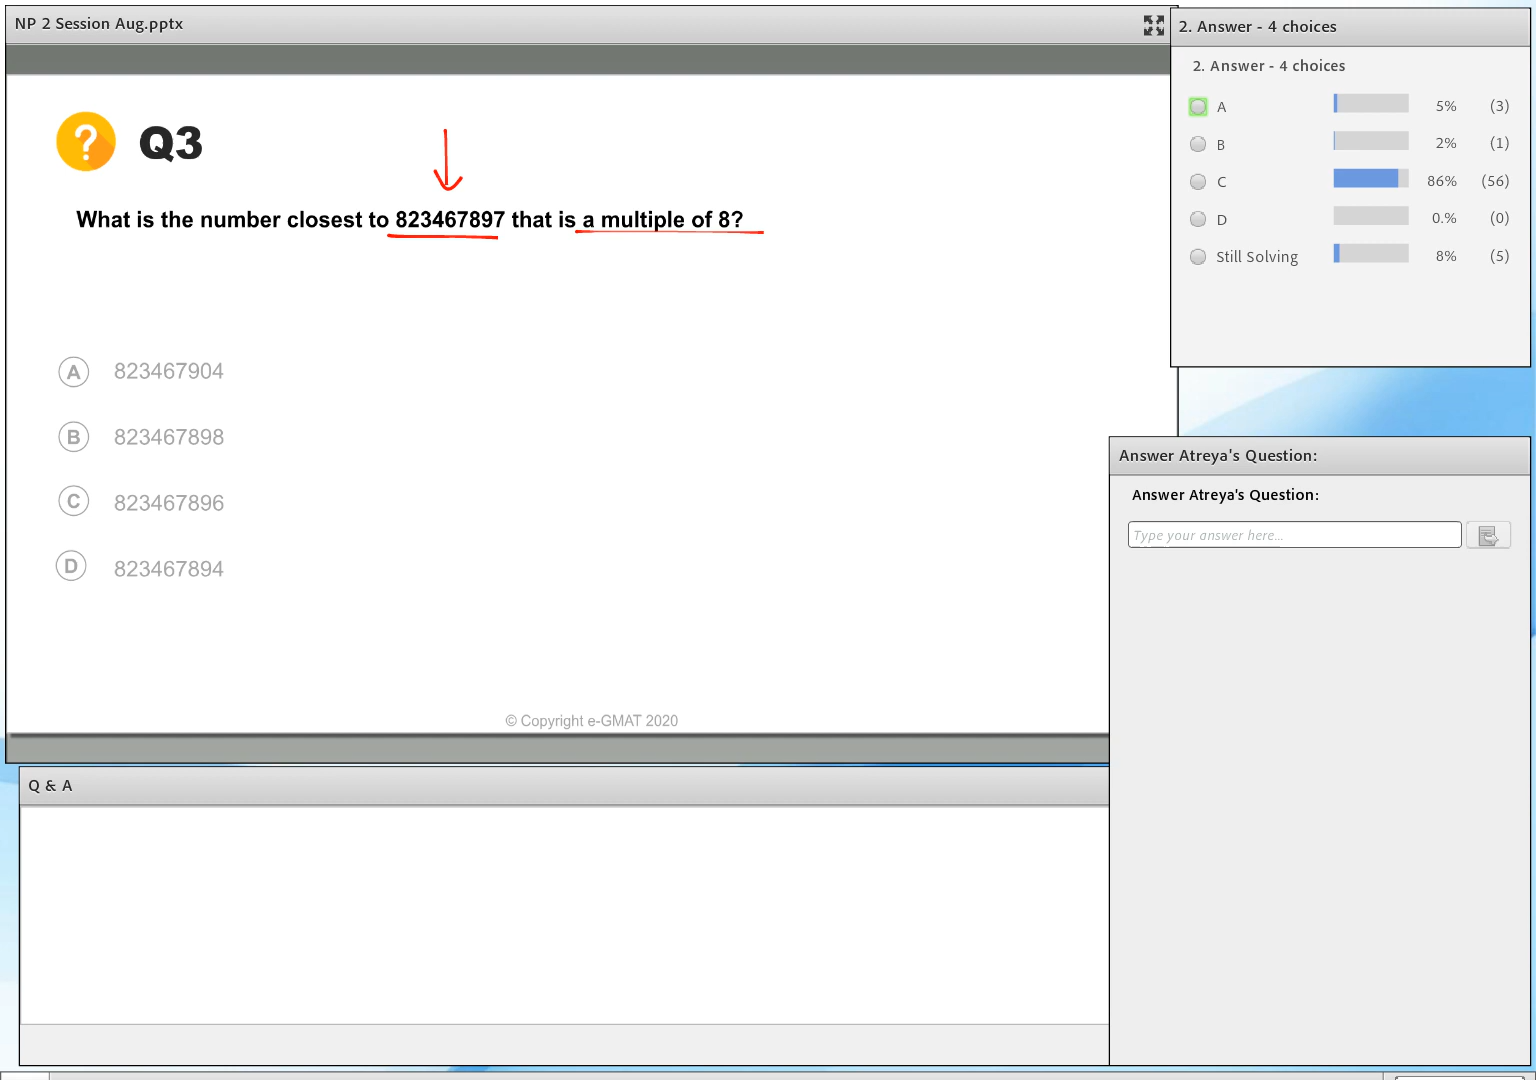 NP 2 Session Aug.pptx
Q3
What is the number closest to 823467897 that is a multiple of 8?
A 823467904
B 823467898
C 823467896
D 823467894
© Copyright e-GMAT 2020
2. Answer - 4 choices
2. Answer - 4 choices
A 5% (3)
B 2% (1)
C 86% (56)
D 0.% (0)
Still Solving 8% (5)
Answer Atreya's Question:
Answer Atreya's Question:
Type your answer here...
Q & A